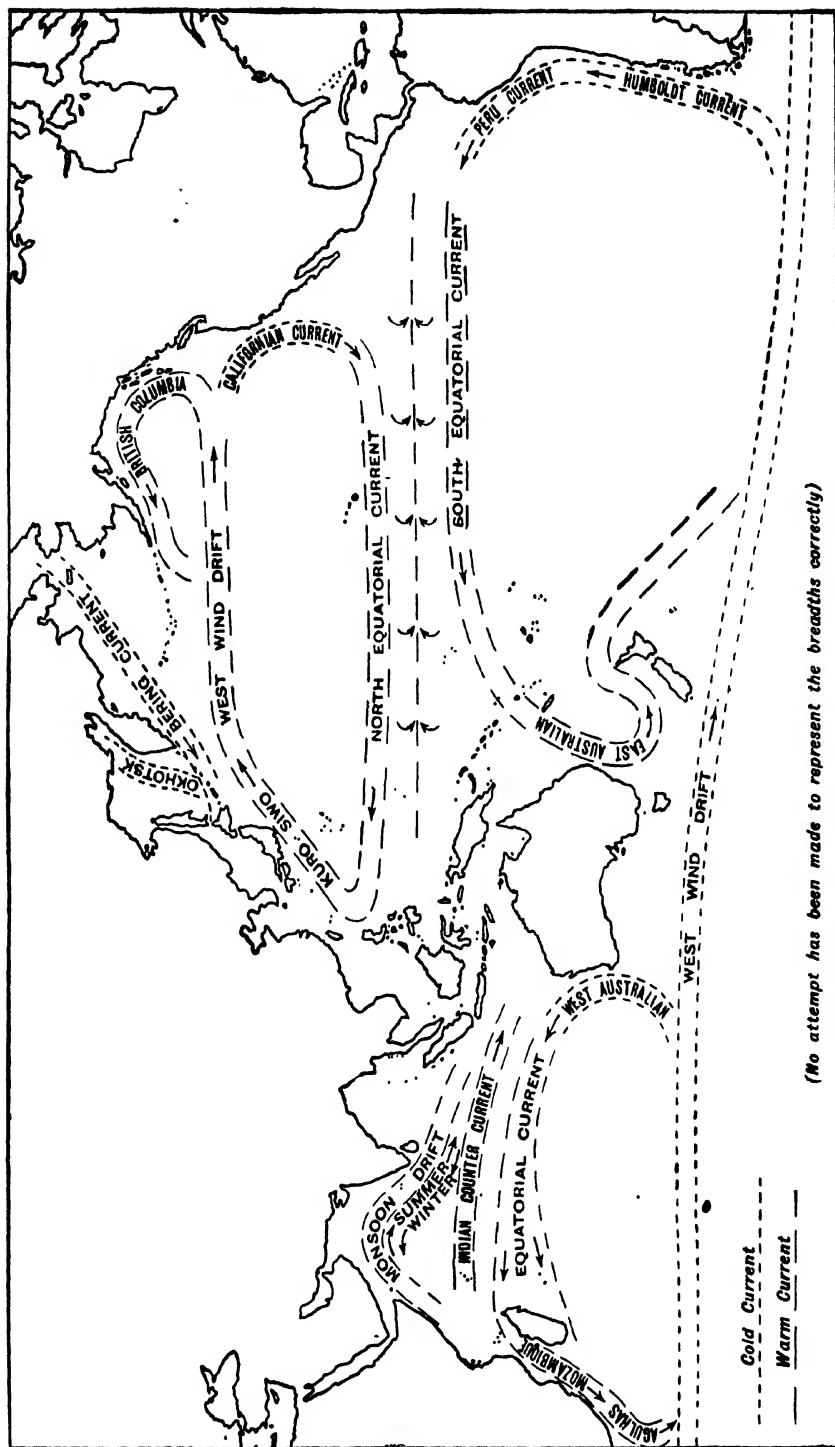 BERING CURRENT
OKHOTSK
BRITISH COLUMBIA
WEST WIND DRIFT
KURO SIWO
CALIFORNIAN CURRENT
NORTH EQUATORIAL CURRENT
SOUTH EQUATORIAL CURRENT
PERU CURRENT
HUMBOLDT CURRENT
EAST AUSTRALIAN
MONSOON DRIFT
SUMMER
WINTER
INDIAN COUNTER CURRENT
EQUATORIAL CURRENT
WEST AUSTRALIAN
MOZAMBIQUE
AGULHAS
WEST WIND DRIFT
Cold Current
Warm Current
(No attempt has been made to represent the breadths correctly)